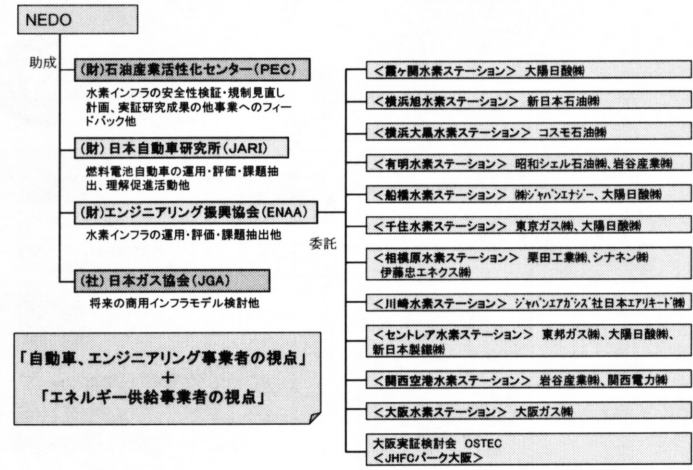 NEDO
助成
(財)石油産業活性化センター(PEC)
水素インフラの安全性検証・規制見直し
計画、実証研究成果の他事業へのフィー
ドバック他
(財)日本自動車研究所(JARI)
燃料電池自動車の運用・評価・課題抽
出、理解促進活動他
(財)エンジニアリング振興協会(ENAA)
水素インフラの運用・評価・課題抽出他
委託
(社)日本ガス協会(JGA)
将来の商用インフラモデル検討他
「自動車、エンジニアリング事業者の視点」
+
「エネルギー供給事業者の視点」
<霞ヶ関水素ステーション> 大陽日酸㈱
<横浜旭水素ステーション> 新日本石油㈱
<横浜大黒水素ステーション> コスモ石油㈱
<有明水素ステーション> 昭和シェル石油㈱、岩谷産業㈱
<船橋水素ステーション> ㈱ジャパンエナジー、大陽日酸㈱
<千住水素ステーション> 東京ガス㈱、大陽日酸㈱
<相模原水素ステーション> 栗田工業㈱、シナネン㈱
伊藤忠エネクス㈱
<川崎水素ステーション> ジャパンエアガシズ社日本エアリキード㈱
<セントレア水素ステーション> 東邦ガス㈱、大陽日酸㈱、
新日本製鐵㈱
<関西空港水素ステーション> 岩谷産業㈱、関西電力㈱
<大阪水素ステーション> 大阪ガス㈱
大阪実証検討会 OSTEC
<JHFCパーク大阪>